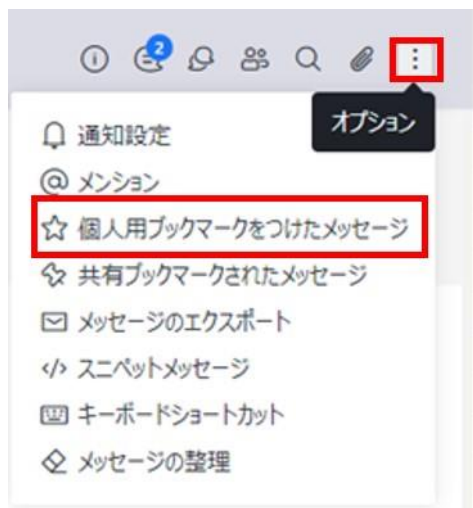 2
オプション
通知設定
メンション
個人用ブックマークをつけたメッセージ
共有ブックマークされたメッセージ
メッセージのエクスポート
スニペットメッセージ
キーボードショートカット
メッセージの整理